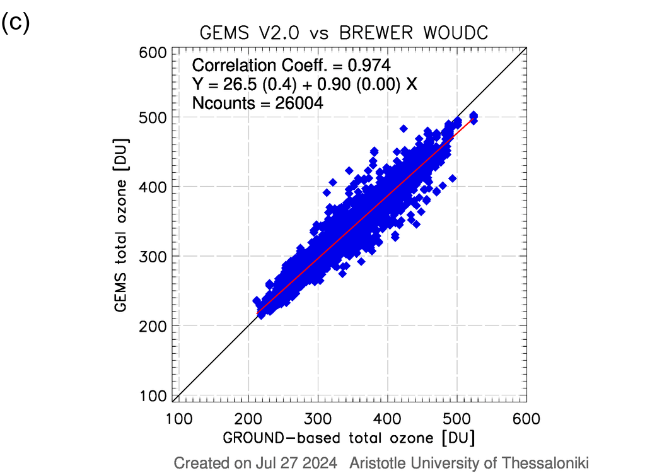 (c)
GEMS V2.0 vs BREWER WOUDC
Correlation Coeff. = 0.974
Y = 26.5 (0.4) + 0.90 (0.00) X
Ncounts = 26004
600
500
400
300
200
100
GEMS total ozone [DU]
100 200 300 400 500 600
GROUND-based total ozone [DU]
Created on Jul 27 2024 Aristotle University of Thessaloniki